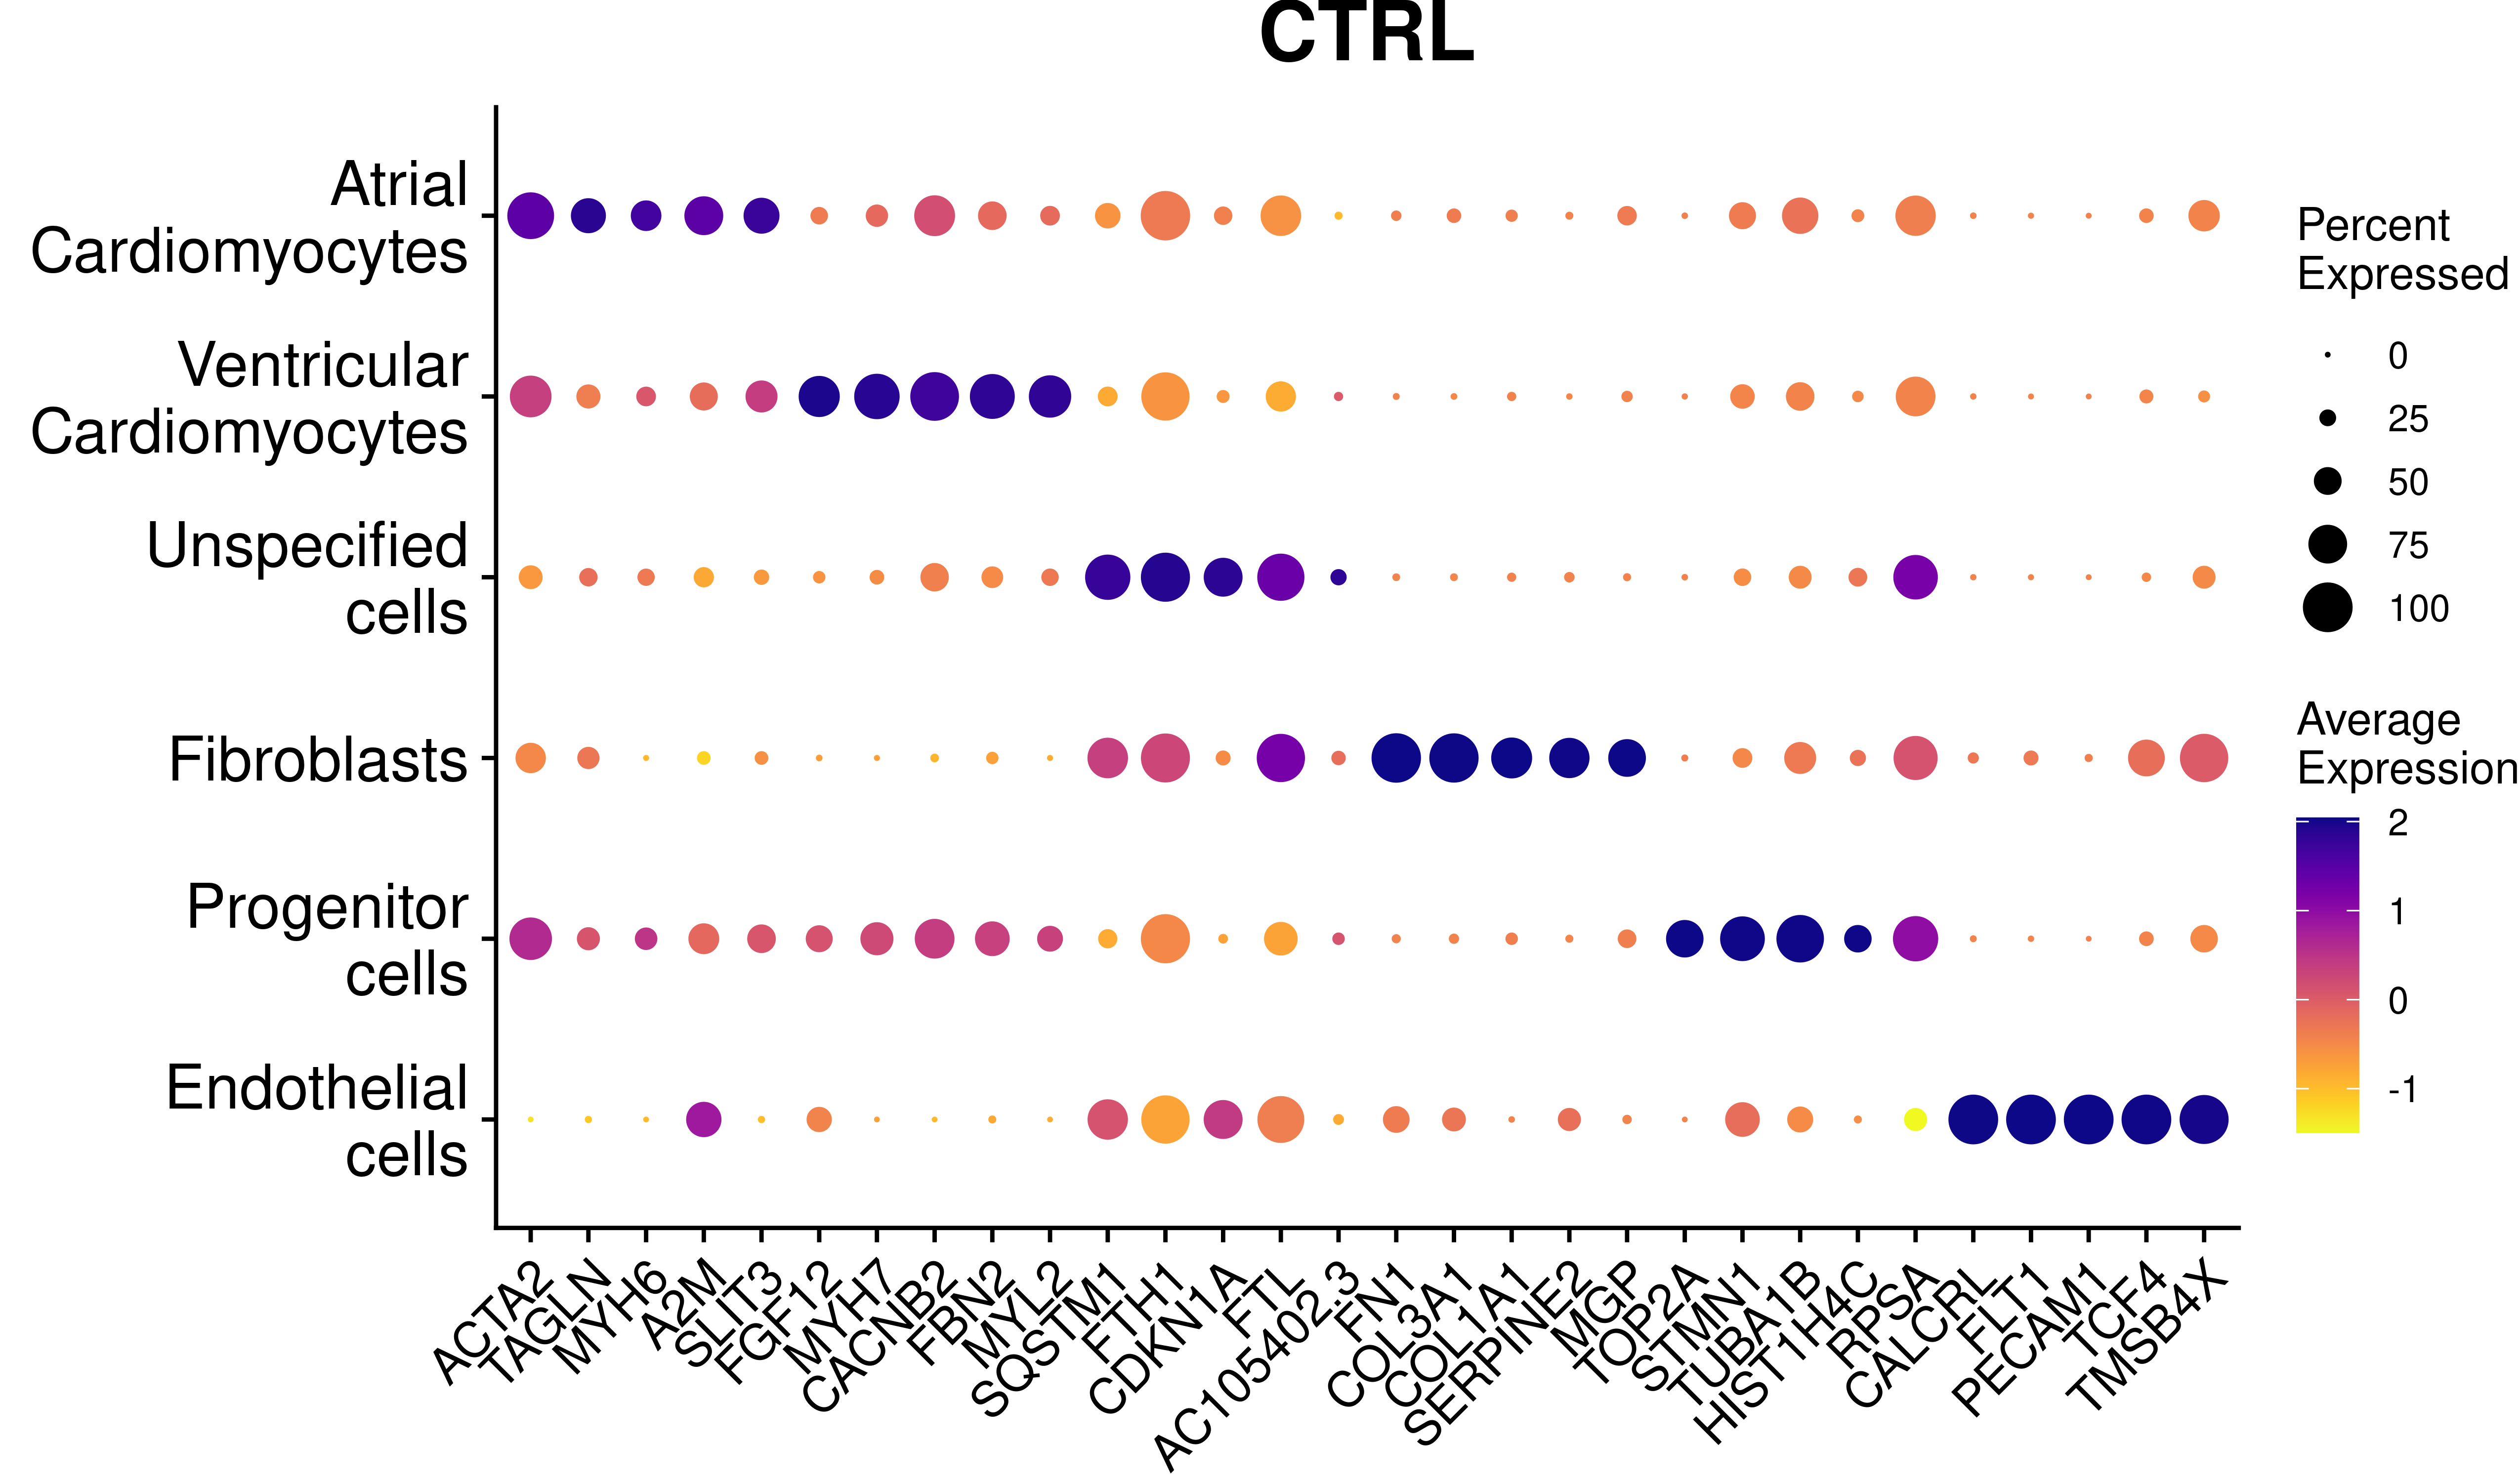 CTRL
Atrial
Cardiomyocytes
Ventricular
Cardiomyocytes
Unspecified
cells
Fibroblasts
Progenitor
cells
Endothelial
cells
ACTA2
TAGLN
MYH6
A2M
SLIT3
FGF12
MYH7
CACNB2
FBN2
MYL2
SQSTM1
FTH1
CDKN1A
FTL
AC105402.3
FN1
COL3A1
COL1A1
SERPINE2
MGP
TOP2A
STMN1
TUBA1B
HIST1H4C
RPSA
CALCRL
FLT1
PECAM1
TCF4
TMSB4X
Percent
Expressed
0
25
50
75
100
Average
Expression
2
1
0
-1